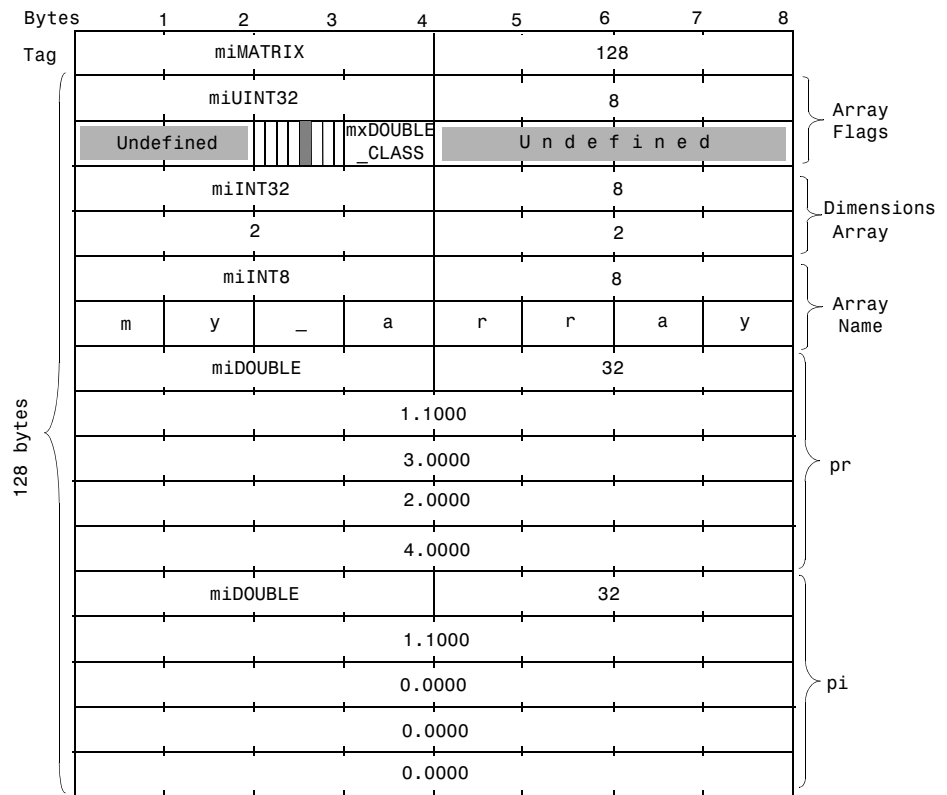 Bytes 1 2 3 4 5 6 7 8
Tag miMATRIX 128
miUINT32 8
Array
Flags
Undefined mxDOUBLE
_CLASS
Undefined
miINT32 8
Dimensions
Array
2 2
miINT8 8
Array
Name
m y _ a r r a y
miDOUBLE 32
1.1000
3.0000
2.0000
4.0000
pr
128 bytes
miDOUBLE 32
1.1000
0.0000
0.0000
0.0000
pi